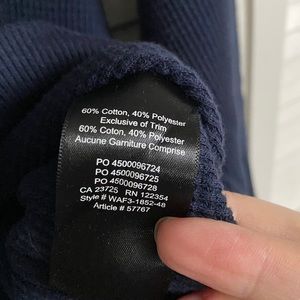 60% Cotton, 40% Polyester
Exclusive of Trim
60% Coton, 40% Polyester
Aucune Garniture Comprise
PO 4500096724
PO 4500096725
PO 4500096728
CA 23725 RN 122354
Style # WAF3-1852-48
Article # 57767